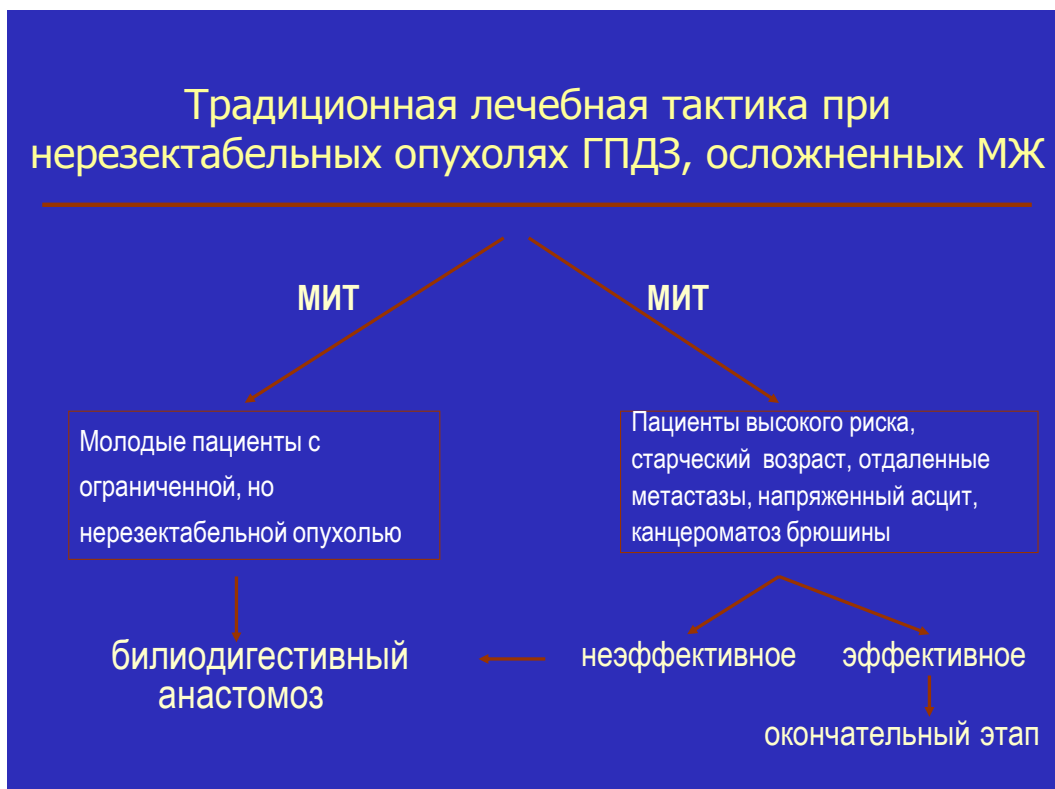 Традиционная лечебная тактика при
нерезектабельных опухолях ГПДЗ, осложненных МЖ
МИТ
МИТ
Молодые пациенты с
ограниченной, но
нерезектабельной опухолью
Пациенты высокого риска,
старческий возраст, отдаленные
метастазы, напряженный асцит,
канцероматоз брюшины
билиодигестивный
анастомоз
неэффективное
эффективное
окончательный этап